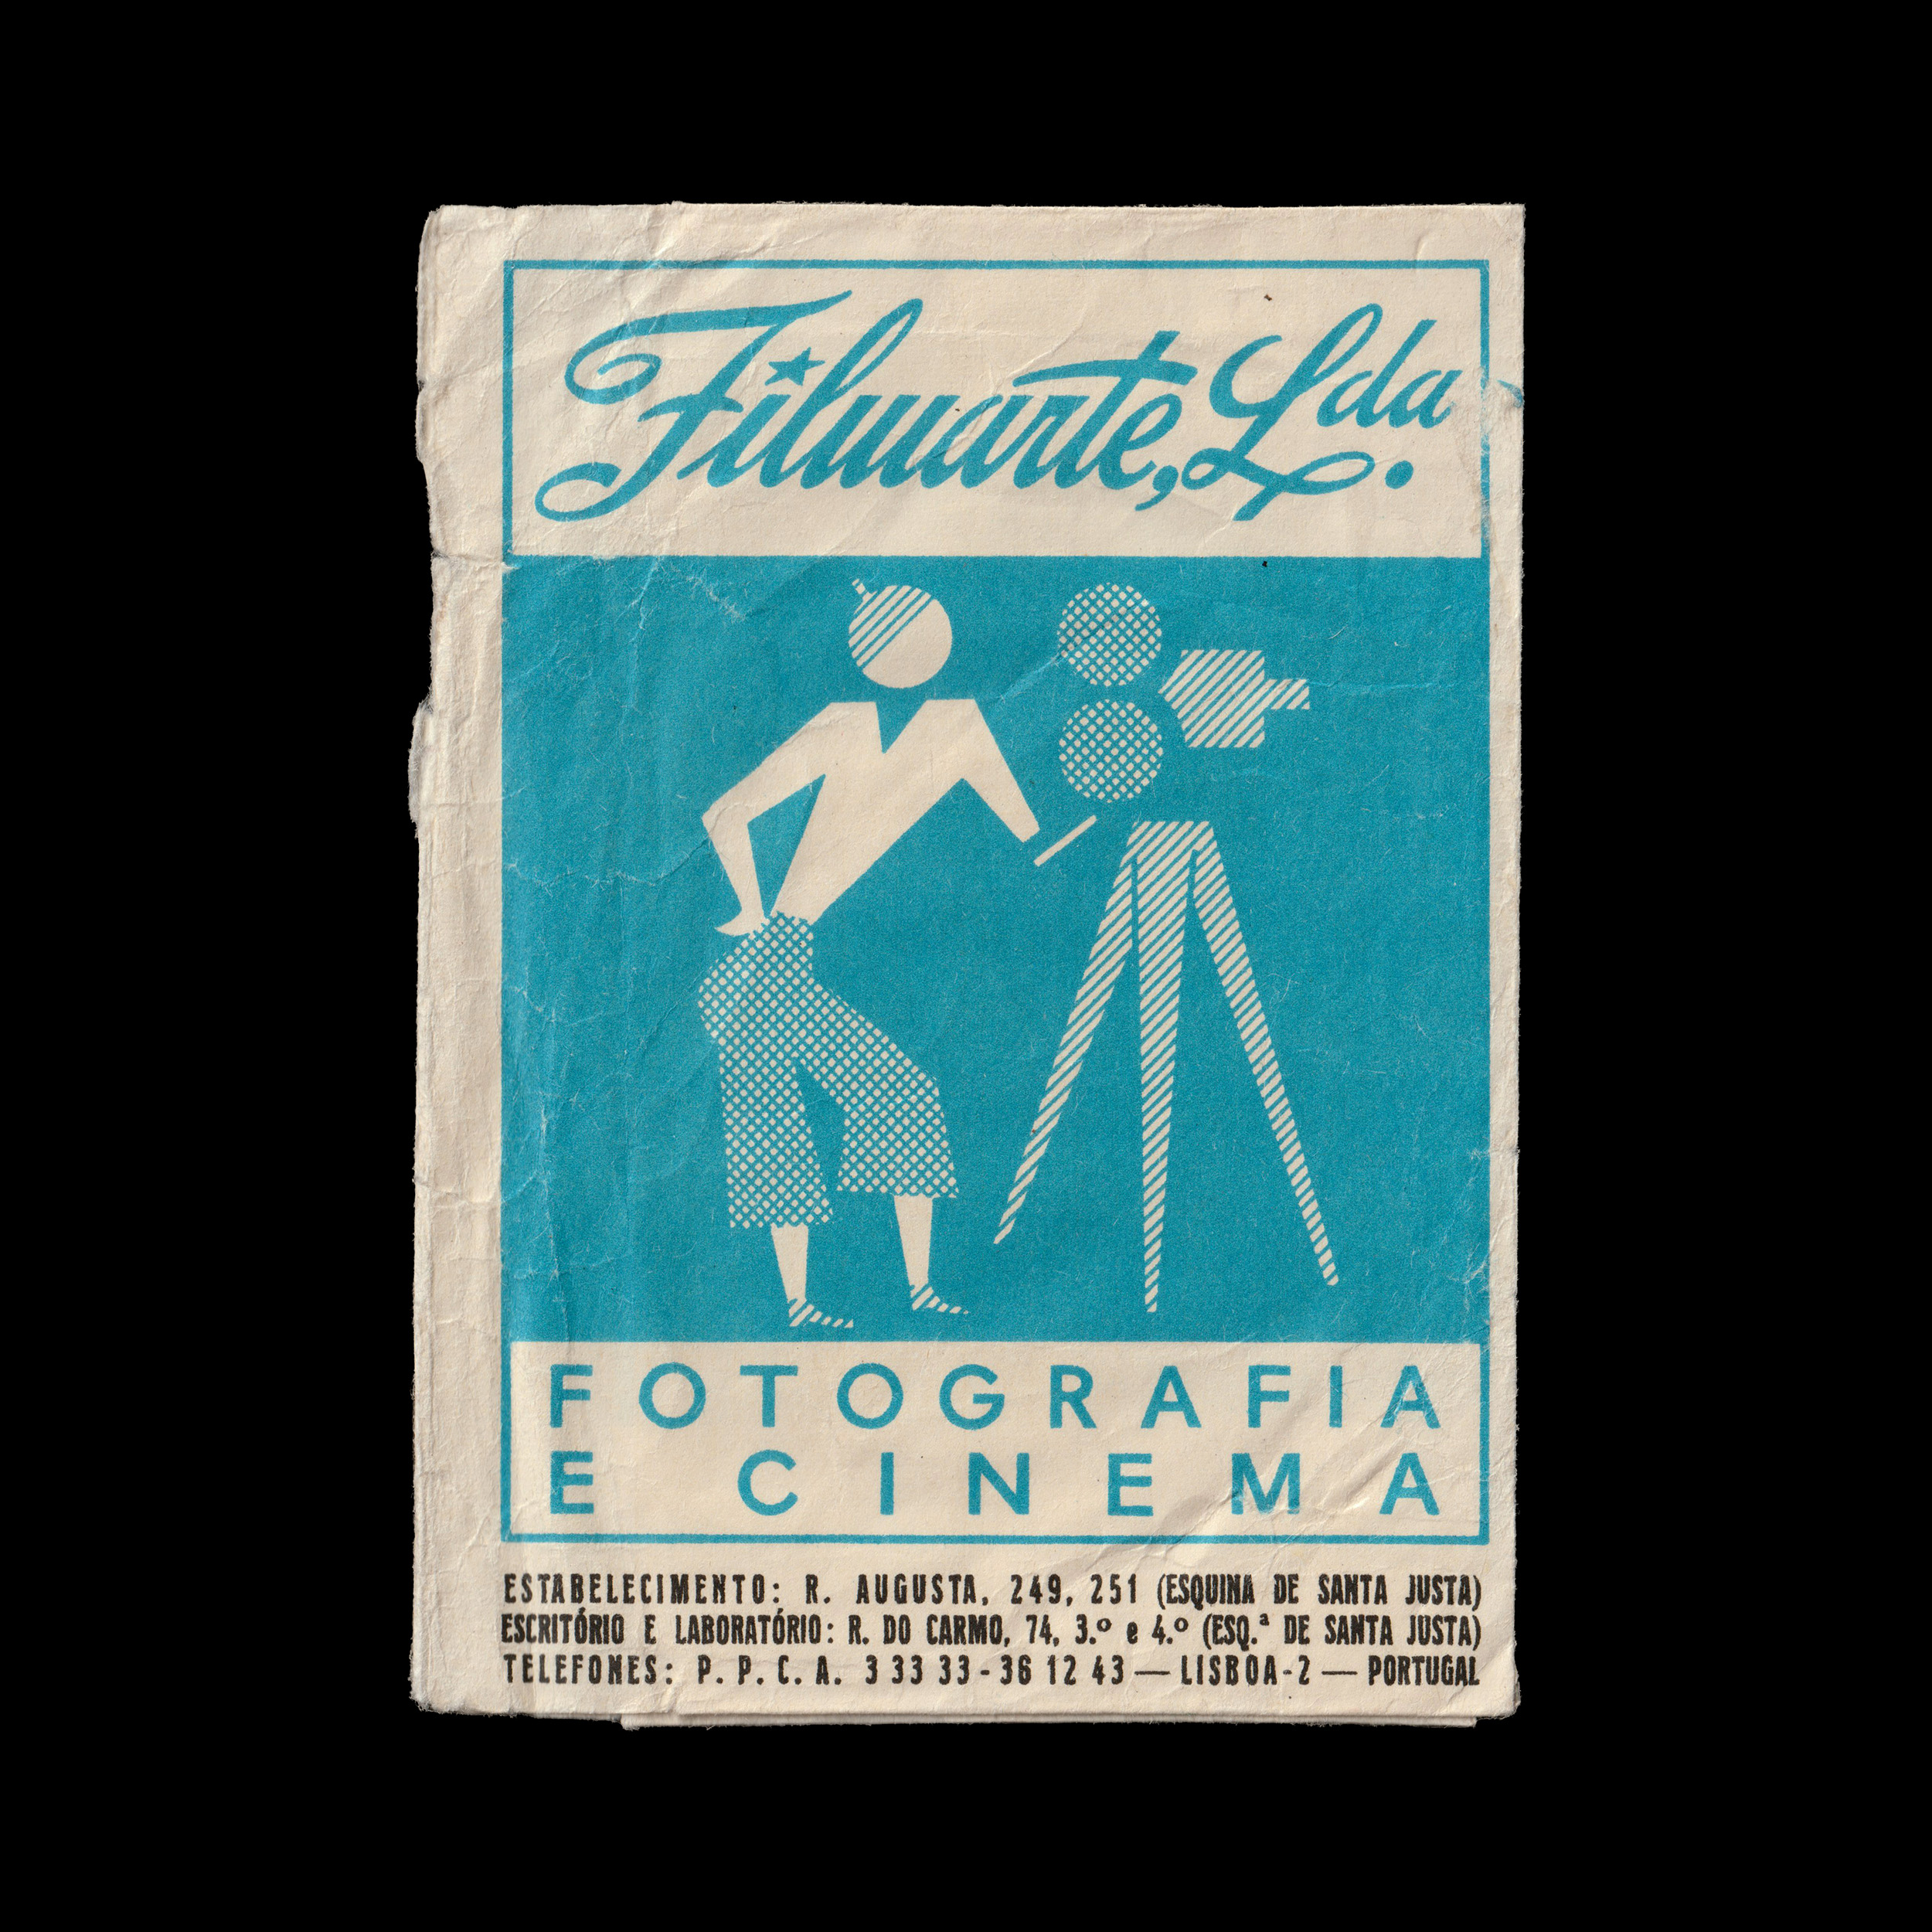 Filmarte, Lda.
FOTOGRAFIA
E CINEMA
ESTABELECIMENTO: R. AUGUSTA, 249, 251 (ESQUINA DE SANTA JUSTA)
ESCRITÓRIO E LABORATÓRIO: R. DO CARMO, 74, 3.º e 4.º (ESQ.ª DE SANTA JUSTA)
TELEFONES: P. P. C. A. 3 33 33 - 36 12 43 — LISBOA-2 — PORTUGAL